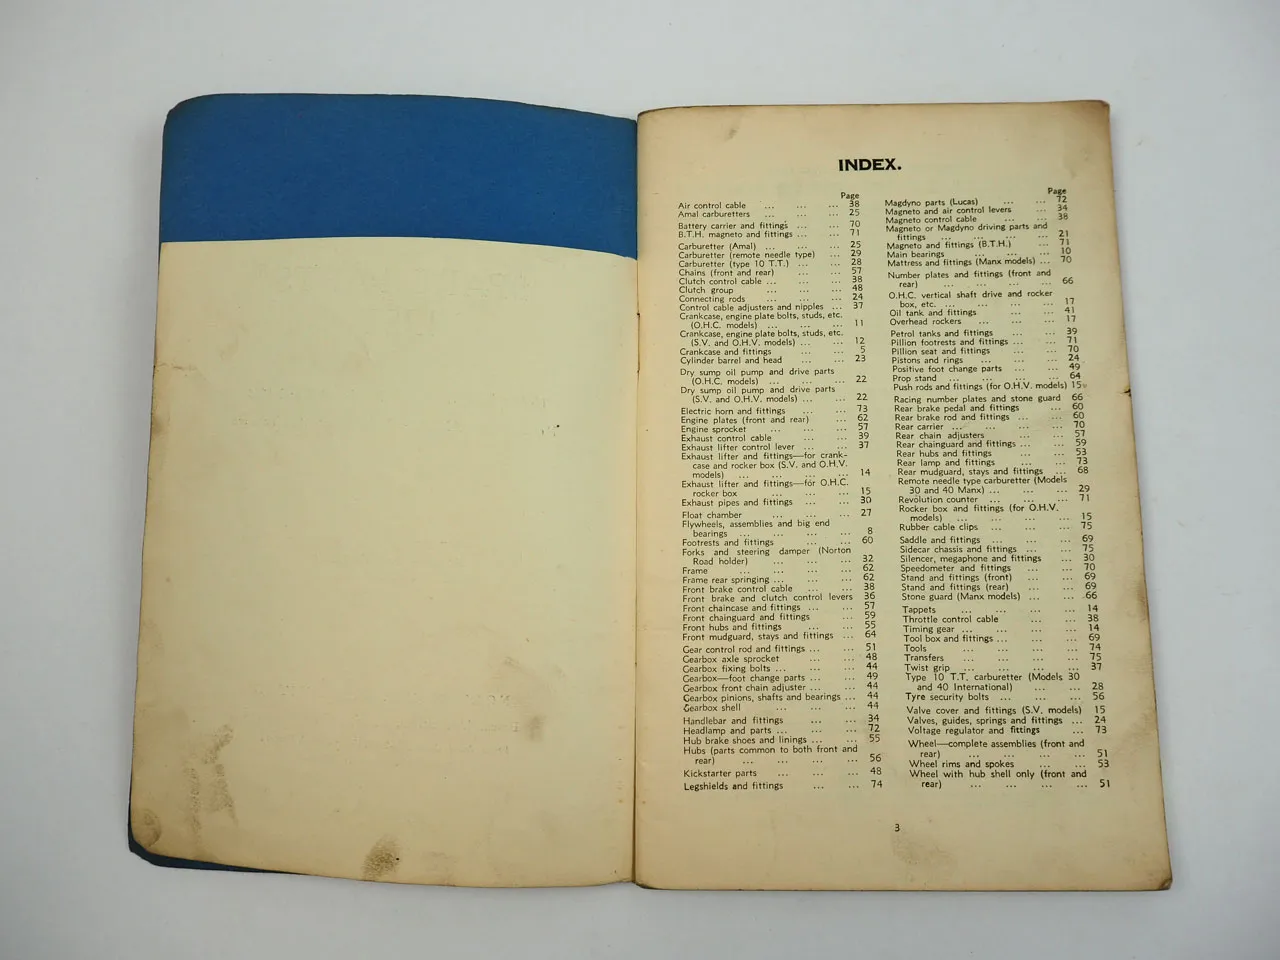 INDEX.
Page
Air control cable ... ... ... 38
Amal carburetters ... ... ... 25
Battery carrier and fittings ... ... 70
B.T.H. magneto and fittings ... ... 71
Carburetter (Amal) ... ... ... 25
Carburetter (remote needle type) ... 29
Carburetter (type 10 T.T.) ... ... 28
Chains (front and rear) ... ... 57
Clutch control cable ... ... ... 38
Clutch group ... ... ... 48
Connecting rods ... ... ... 24
Control cable adjusters and nipples ... 37
Crankcase, engine plate bolts, studs, etc.
(O.H.C. models) ... ... ... 11
Crankcase, engine plate bolts, studs, etc.
(S.V. and O.H.V. models) ... ... 12
Crankcase and fittings ... ... 5
Cylinder barrel and head ... ... 23
Dry sump oil pump and drive parts
(O.H.C. models) ... ... ... 22
Dry sump oil pump and drive parts
(S.V. and O.H.V. models) ... ... 22
Electric horn and fittings ... ... 73
Engine plates (front and rear) ... 62
Engine sprocket ... ... ... 57
Exhaust control cable ... ... 39
Exhaust lifter control lever ... ... 37
Exhaust lifter and fittings—for crank-
case and rocker box (S.V. and O.H.V.
models) ... ... ... ... 14
Exhaust lifter and fittings—for O.H.C.
rocker box ... ... ... 15
Exhaust pipes and fittings ... ... 30
Float chamber ... ... ... 27
Flywheels, assemblies and big end
bearings ... ... ... ... 8
Footrests and fittings ... ... 60
Forks and steering damper (Norton
Road holder) ... ... ... 32
Frame ... ... ... ... 62
Frame rear springing ... ... ... 62
Front brake control cable ... ... 38
Front brake and clutch control levers 36
Front chaincase and fittings ... ... 57
Front chainguard and fittings ... 59
Front hubs and fittings ... ... 55
Front mudguard, stays and fittings ... 64
Gear control rod and fittings ... ... 51
Gearbox axle sprocket ... ... 48
Gearbox fixing bolts ... ... ... 44
Gearbox—foot change parts ... ... 49
Gearbox front chain adjuster ... ... 44
Gearbox pinions, shafts and bearings ... 44
Gearbox shell ... ... ... 44
Handlebar and fittings ... ... 34
Headlamp and parts ... ... ... 72
Hub brake shoes and linings ... ... 55
Hubs (parts common to both front and
rear) ... ... ... ... 56
Kickstarter parts ... ... ... 48
Legshields and fittings ... ... 74
Page
Magdyno parts (Lucas) ... ... 72
Magneto and air control levers ... 34
Magneto control cable ... ... 38
Magneto or Magdyno driving parts and
fittings ... ... ... ... 21
Magneto and fittings (B.T.H.) ... 71
Main bearings ... ... ... 10
Mattress and fittings (Manx models) ... 70
Number plates and fittings (front and
rear) ... ... ... ... 66
O.H.C. vertical shaft drive and rocker
box, etc. ... ... ... ... 17
Oil tank and fittings ... ... 41
Overhead rockers ... ... ... 17
Petrol tanks and fittings ... ... 39
Pillion footrests and fittings ... ... 71
Pillion seat and fittings ... ... 70
Pistons and rings ... ... ... 24
Positive foot change parts ... ... 49
Prop stand ... ... ... ... 64
Push rods and fittings (for O.H.V. models) 15
Racing number plates and stone guard 66
Rear brake pedal and fittings ... 60
Rear brake rod and fittings ... ... 60
Rear carrier ... ... ... ... 70
Rear chain adjusters ... ... 57
Rear chainguard and fittings ... ... 59
Rear hubs and fittings ... ... 53
Rear lamp and fittings ... ... 73
Rear mudguard, stays and fittings ... 68
Remote needle type carburetter (Models
30 and 40 Manx) ... ... ... 29
Revolution counter ... ... ... 71
Rocker box and fittings (for O.H.V.
models) ... ... ... ... 15
Rubber cable clips ... ... ... 75
Saddle and fittings ... ... ... 69
Sidecar chassis and fittings ... ... 75
Silencer, megaphone and fittings ... 30
Speedometer and fittings ... ... 70
Stand and fittings (front) ... ... 69
Stand and fittings (rear) ... ... 69
Stone guard (Manx models) ... ... 66
Tappets ... ... ... ... 14
Throttle control cable ... ... 38
Timing gear ... ... ... ... 14
Tool box and fittings ... ... ... 69
Tools ... ... ... ... 74
Transfers ... ... ... ... 75
Twist grip ... ... ... ... 37
Type 10 T.T. carburetter (Models 30
and 40 International) ... ... 28
Tyre security bolts ... ... ... 56
Valve cover and fittings (S.V. models) 15
Valves, guides, springs and fittings ... 24
Voltage regulator and fittings ... 73
Wheel—complete assemblies (front and
rear) ... ... ... ... 51
Wheel rims and spokes ... ... 53
Wheel with hub shell only (front and
rear) ... ... ... ... 51
3